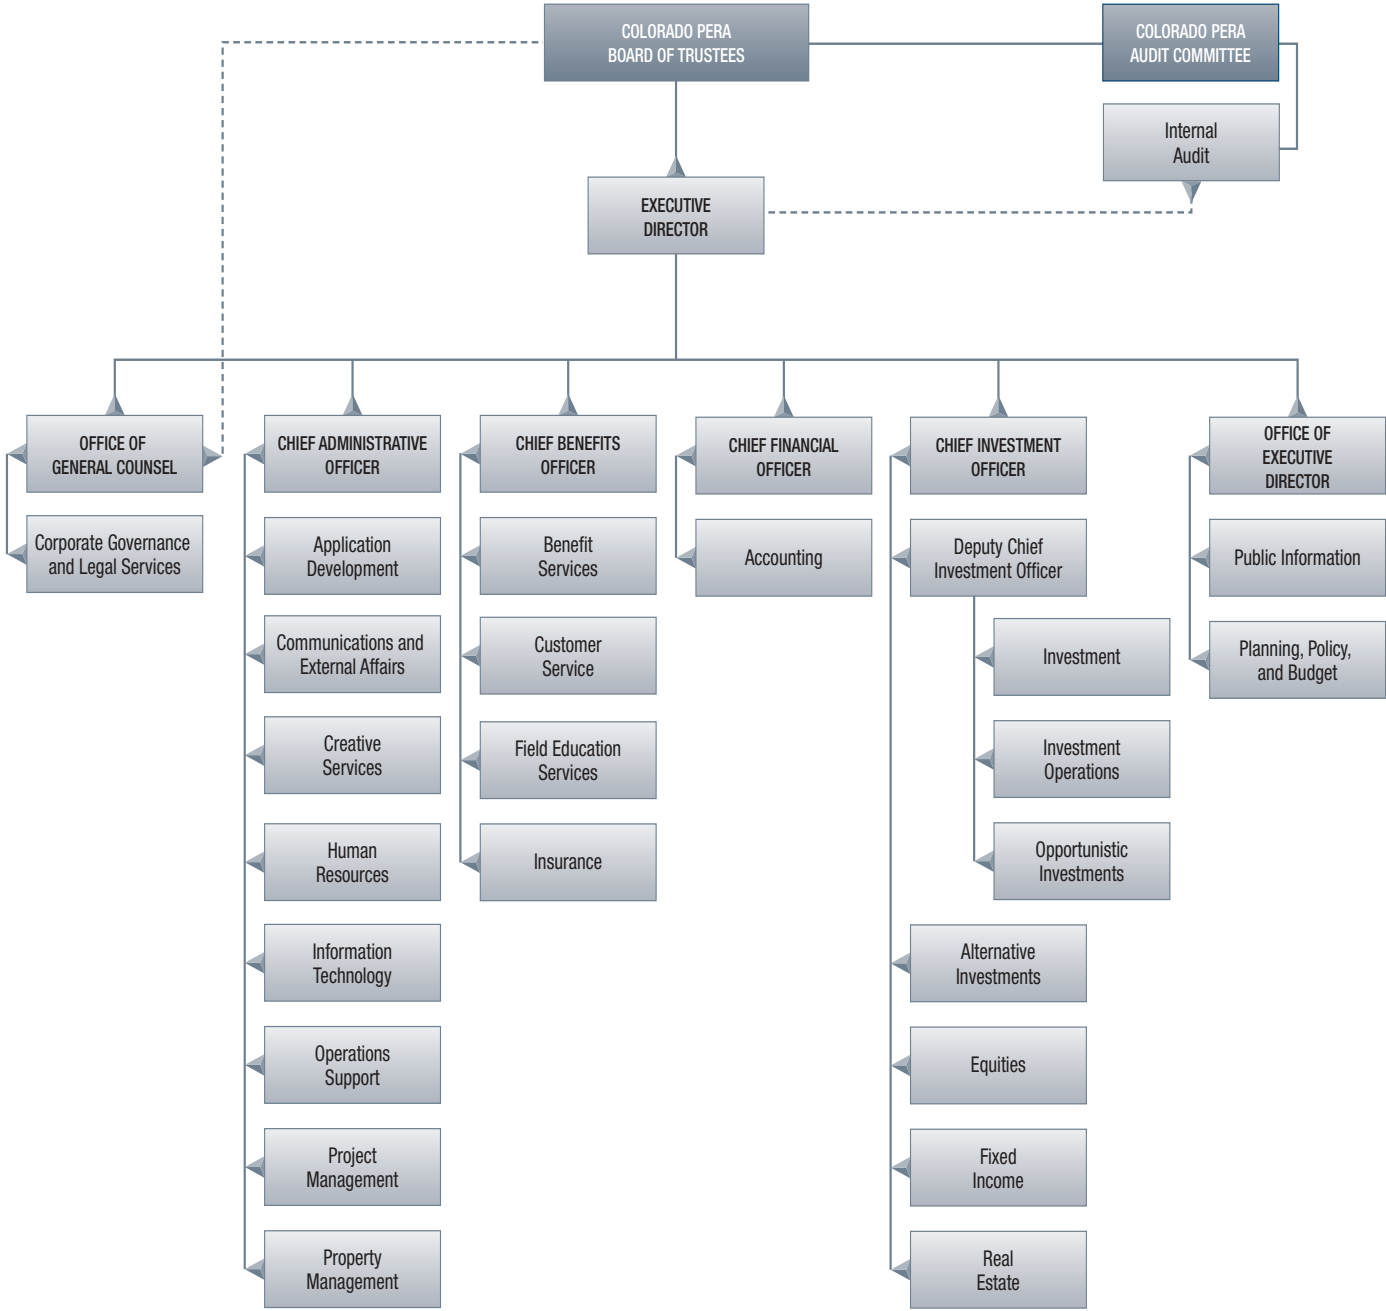 COLORADO PERA
BOARD OF TRUSTEES
COLORADO PERA
AUDIT COMMITTEE
Internal
Audit
EXECUTIVE
DIRECTOR
OFFICE OF
GENERAL COUNSEL
Corporate Governance
and Legal Services
CHIEF ADMINISTRATIVE
OFFICER
Application
Development
Communications and
External Affairs
Creative
Services
Human
Resources
Information
Technology
Operations
Support
Project
Management
Property
Management
CHIEF BENEFITS
OFFICER
Benefit
Services
Customer
Service
Field Education
Services
Insurance
CHIEF FINANCIAL
OFFICER
Accounting
CHIEF INVESTMENT
OFFICER
Deputy Chief
Investment Officer
Investment
Investment
Operations
Opportunistic
Investments
Alternative
Investments
Equities
Fixed
Income
Real
Estate
OFFICE OF
EXECUTIVE
DIRECTOR
Public Information
Planning, Policy,
and Budget